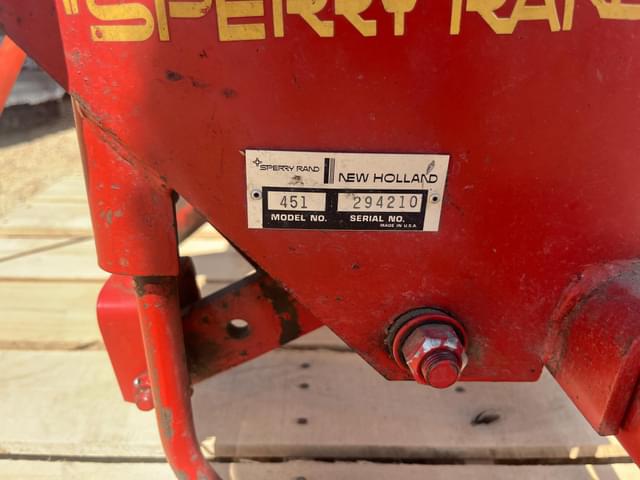 SPERRY RAND
SPERRY RAND NEW HOLLAND
451 294210
MODEL NO. SERIAL NO.
MADE IN U.S.A.